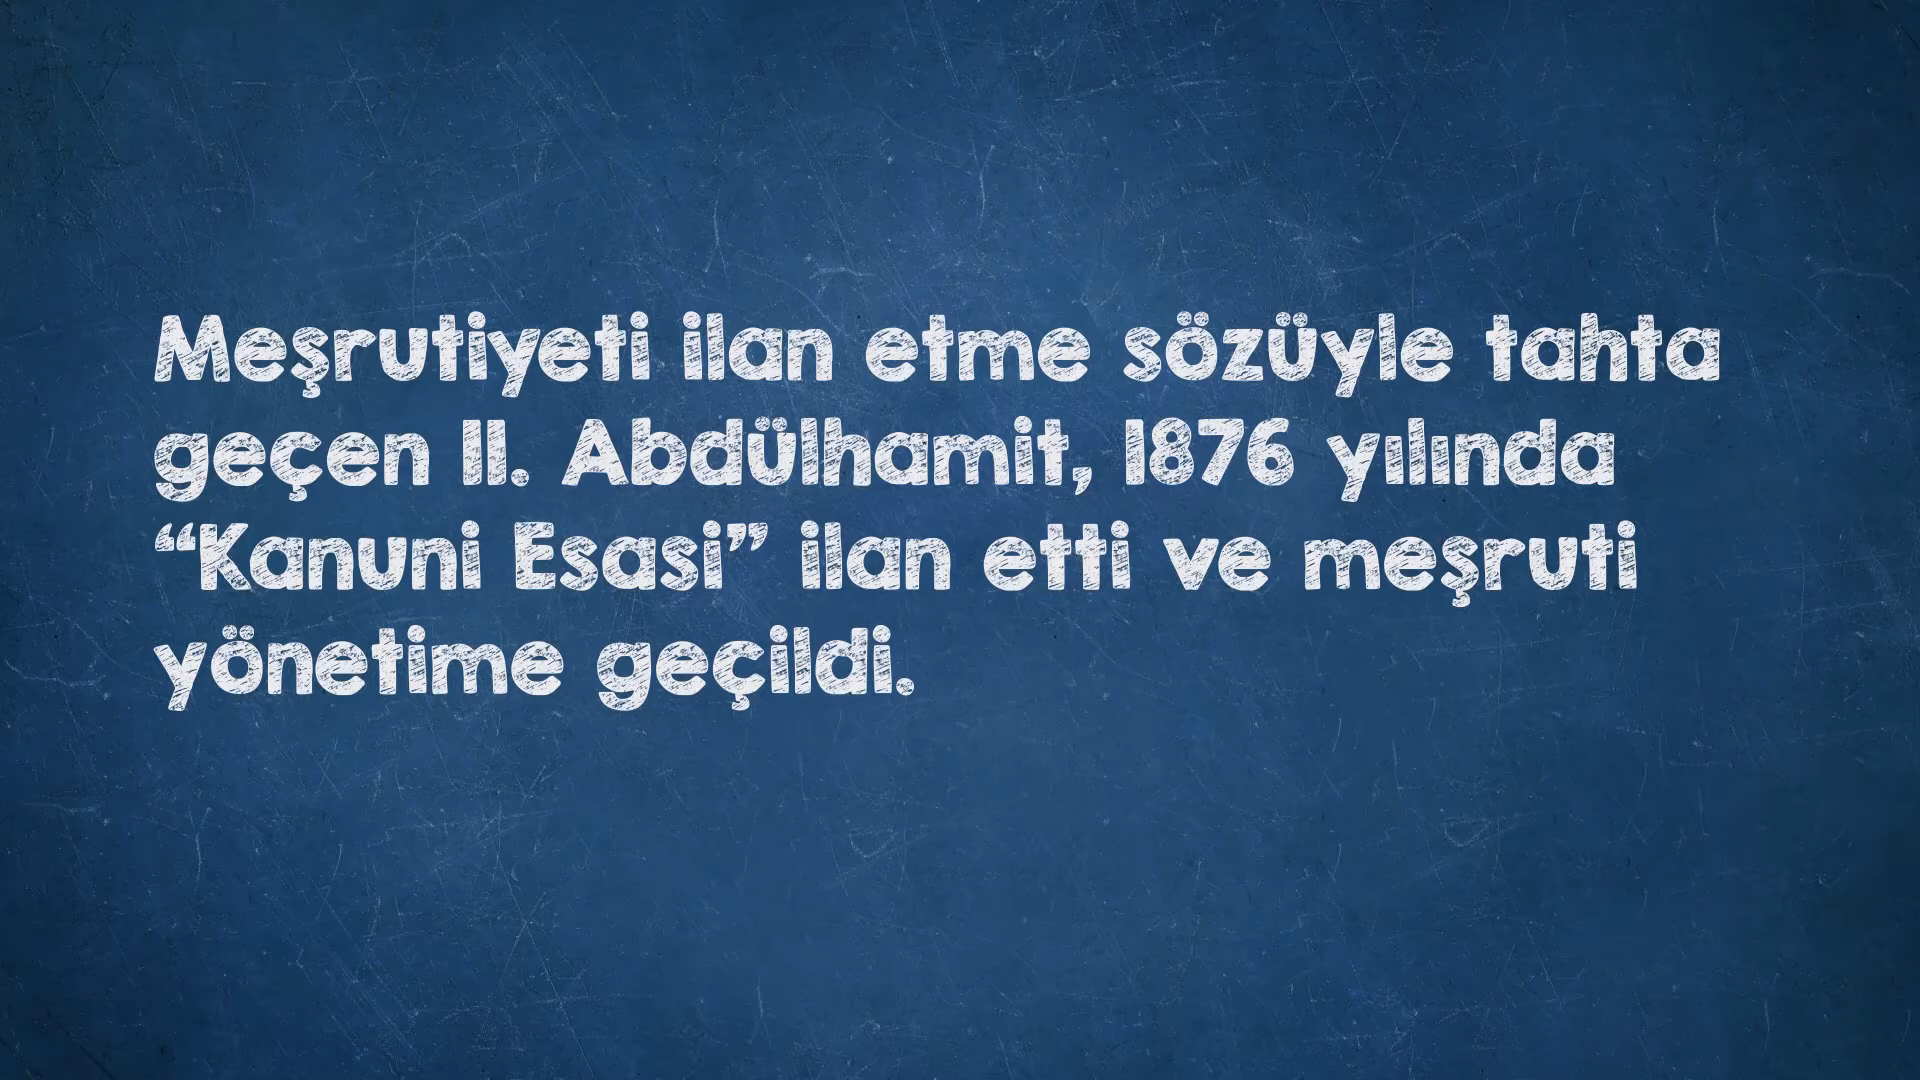 Meşrutiyeti ilan etme sözüyle tahta
geçen II. Abdülhamit, 1876 yılında
“Kanuni Esasi” ilan etti ve meşruti
yönetime geçildi.